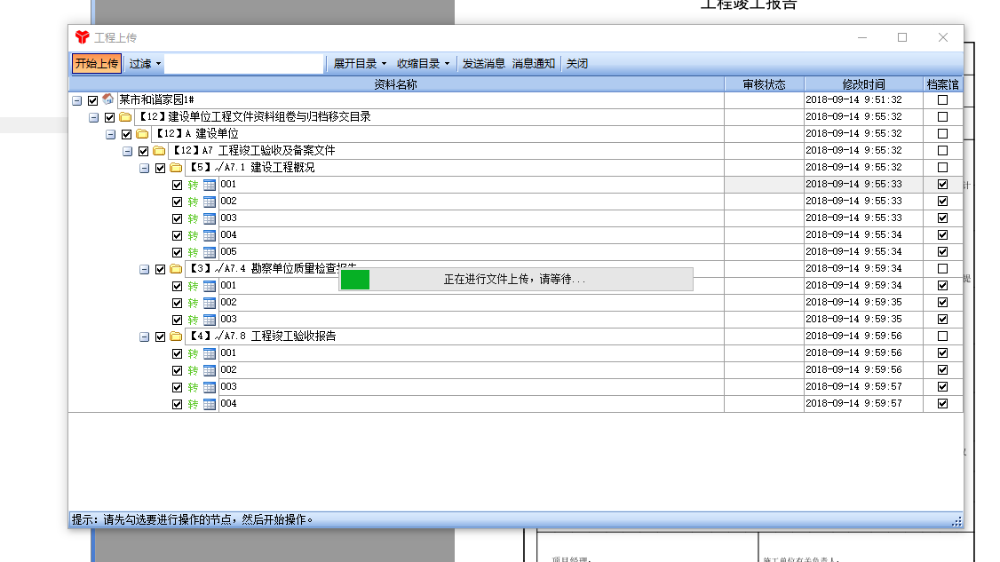 工程竣工报告
工程上传
开始上传 过滤 展开目录 收缩目录 发送消息 消息通知 关闭
资料名称 审核状态 修改时间 档案馆
某市和谐家园1# 2018-09-14 9:51:32
【12】建设单位工程文件资料组卷与归档移交目录 2018-09-14 9:55:32
【12】A 建设单位 2018-09-14 9:55:32
【12】A7 工程竣工验收及备案文件 2018-09-14 9:55:32
【5】√A7.1 建设工程概况 2018-09-14 9:55:32
转 001 2018-09-14 9:55:33
计
转 002 2018-09-14 9:55:33
转 003 2018-09-14 9:55:33
转 004 2018-09-14 9:55:34
转 005 2018-09-14 9:55:34
【3】√A7.4 勘察单位质量检查报告 2018-09-14 9:59:34
正在进行文件上传，请等待...
提
转 001 2018-09-14 9:59:34
转 002 2018-09-14 9:59:35
转 003 2018-09-14 9:59:35
【4】√A7.8 工程竣工验收报告 2018-09-14 9:59:56
转 001 2018-09-14 9:59:56
转 002 2018-09-14 9:59:56
转 003 2018-09-14 9:59:57
转 004 2018-09-14 9:59:57
提示：请先勾选要进行操作的节点，然后开始操作。
项目经理： 施工单位有关负责人：